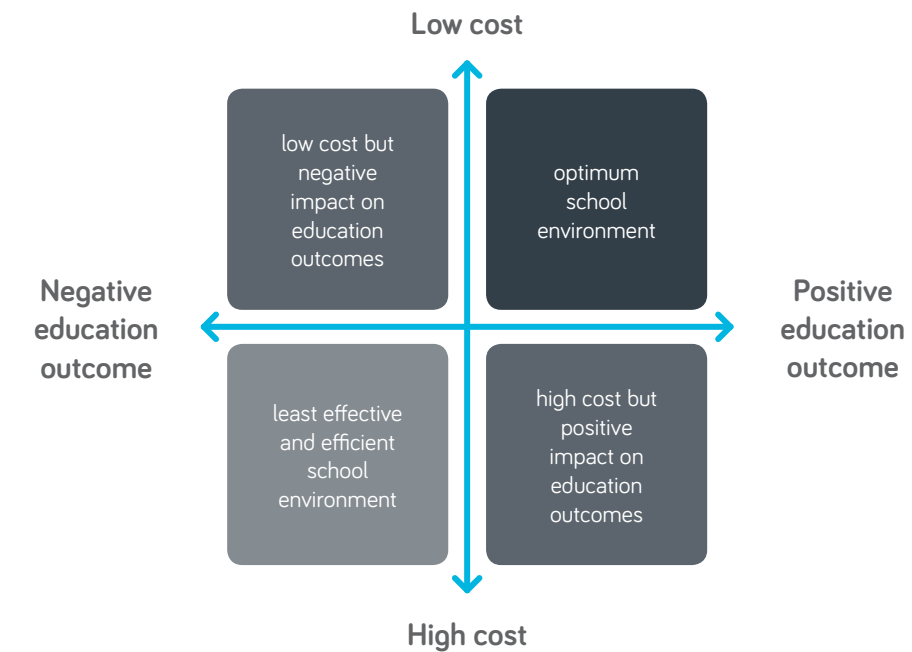 Low cost
low cost but
negative
impact on
education
outcomes
optimum
school
environment
Negative
education
outcome
Positive
education
outcome
least effective
and efficient
school
environment
high cost but
positive
impact on
education
outcomes
High cost